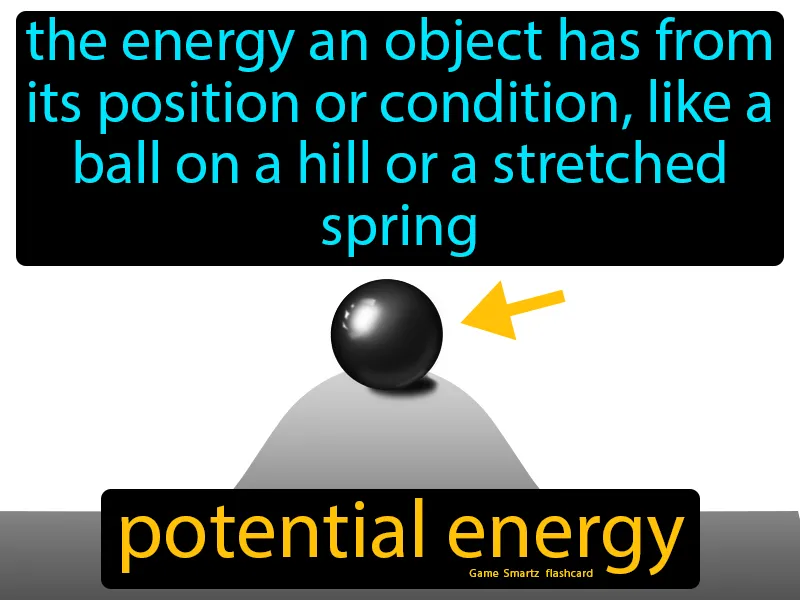 the energy an object has from
its position or condition, like a
ball on a hill or a stretched
spring
potential energy
Game Smartz flashcard